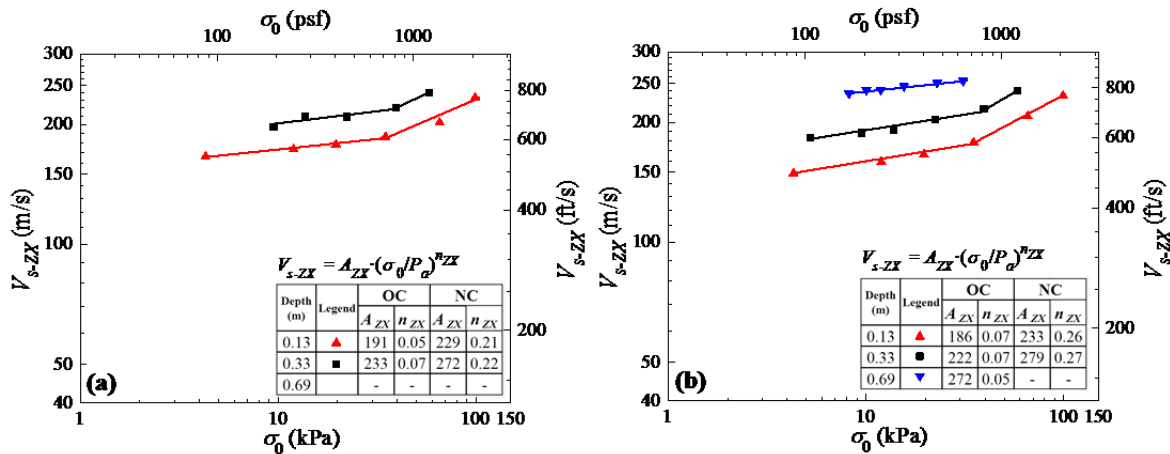 σ0 (psf)
100 1000
300
250
200
150
100
50
40
Vs-ZX (m/s)
800
600
400
200
Vs-ZX (ft/s)
Vs-ZX = AZX·(σ0/Pa)nZX
Depth (m) Legend OC NC
AZX nZX AZX nZX
0.13 191 0.05 229 0.21
0.33 233 0.07 272 0.22
0.69 - - -
(a)
1 10 100 150
σ0 (kPa)
σ0 (psf)
100 1000
300
250
200
150
100
50
40
Vs-ZX (m/s)
800
600
400
200
Vs-ZX (ft/s)
Vs-ZX = AZX·(σ0/Pa)nZX
Depth (m) Legend OC NC
AZX nZX AZX nZX
0.13 186 0.07 233 0.26
0.33 222 0.07 279 0.27
0.69 272 0.05 - -
(b)
1 10 100 150
σ0 (kPa)